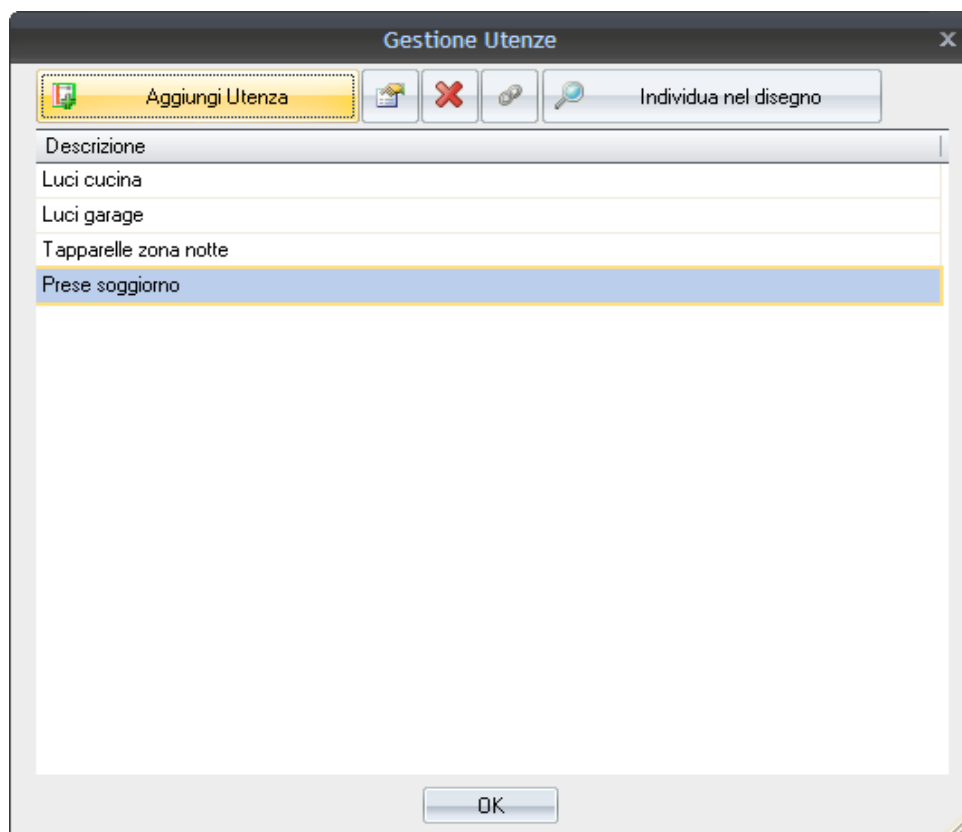 Gestione Utenze
Aggiungi Utenza Individua nel disegno
Descrizione
Luci cucina
Luci garage
Tapparelle zona notte
Prese soggiorno
OK